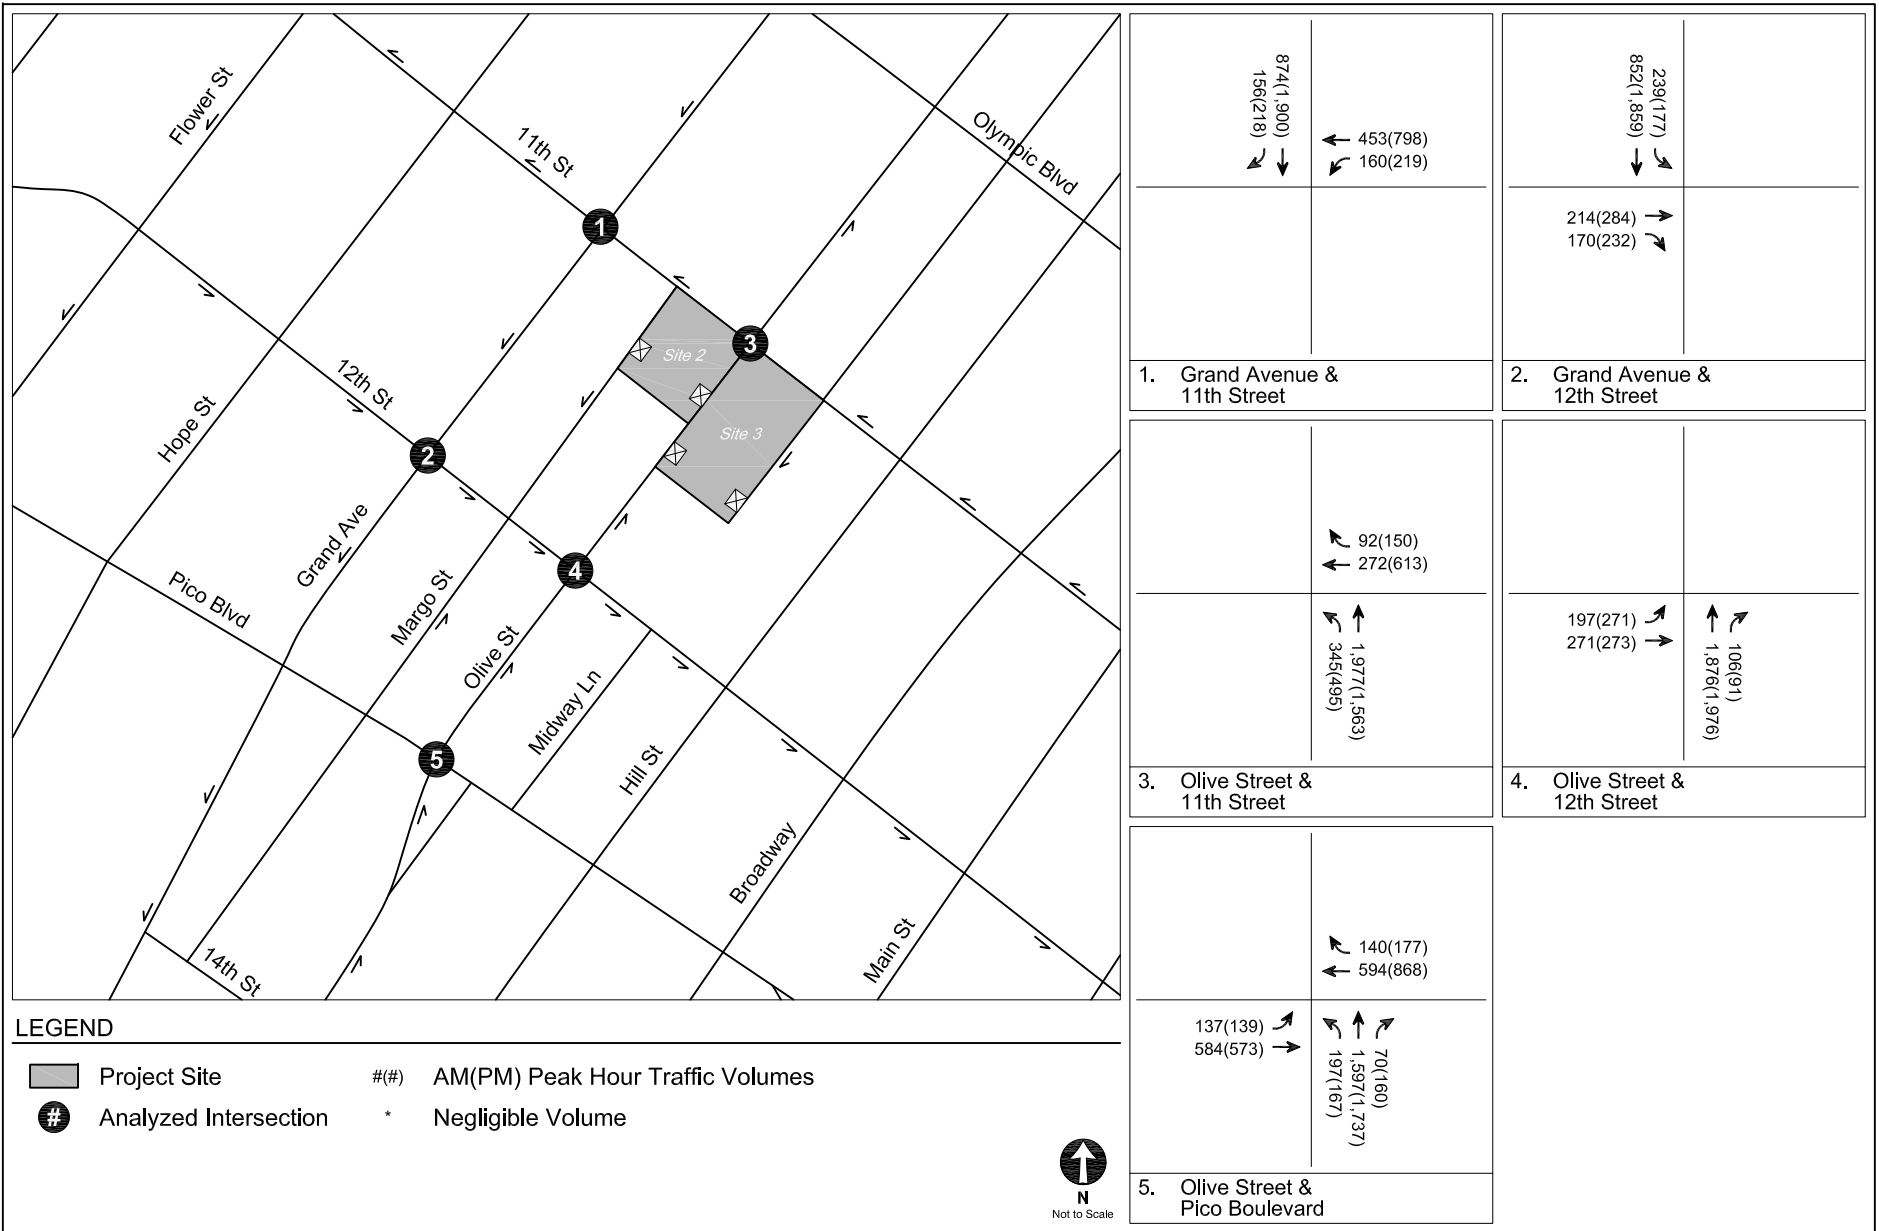 Flower St
11th St
Olympic Blvd
1
Site 2
3
12th St
Hope St
Site 3
2
Grand Ave
4
Pico Blvd
Margo St
Olive St
Midway Ln
5
Hill St
Broadway
Main St
14th St
874(1,900)
156(218)
453(798)
160(219)
1. Grand Avenue &
11th Street
239(177)
852(1,859)
214(284)
170(232)
2. Grand Avenue &
12th Street
92(150)
272(613)
345(495)
1,977(1,563)
3. Olive Street &
11th Street
197(271)
271(273)
106(91)
1,876(1,976)
4. Olive Street &
12th Street
140(177)
594(868)
137(139)
584(573)
70(160)
1,597(1,737)
197(167)
5. Olive Street &
Pico Boulevard
LEGEND
Project Site
#(#) AM(PM) Peak Hour Traffic Volumes
# Analyzed Intersection
* Negligible Volume
N
Not to Scale